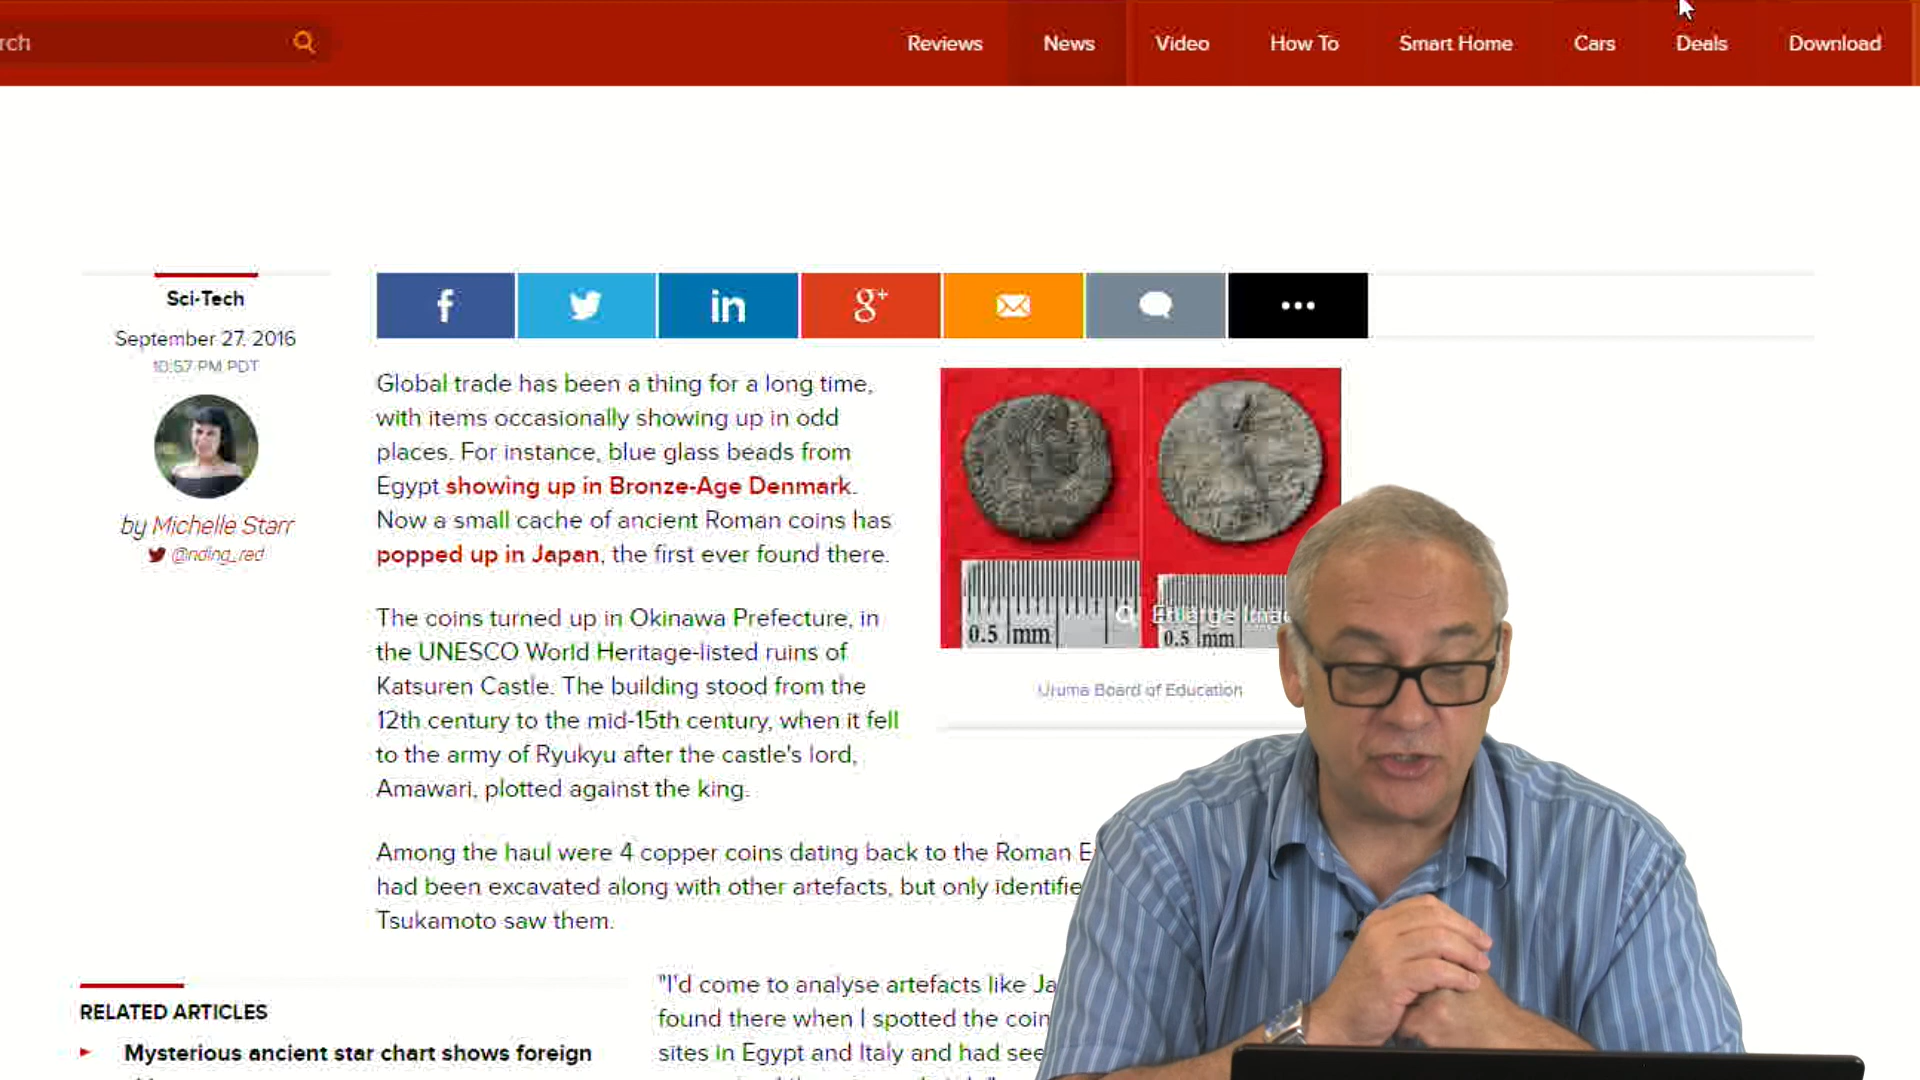 rch
Reviews
News
Video
How To
Smart Home
Cars
Deals
Download
Sci-Tech
September 27, 2016
10:57 PM PDT
by Michelle Starr
@riding_red
f
in
g+
...
Global trade has been a thing for a long time,
with items occasionally showing up in odd
places. For instance, blue glass beads from
Egypt showing up in Bronze-Age Denmark.
Now a small cache of ancient Roman coins has
popped up in Japan, the first ever found there.
The coins turned up in Okinawa Prefecture, in
the UNESCO World Heritage-listed ruins of
Katsuren Castle. The building stood from the
12th century to the mid-15th century, when it fell
to the army of Ryukyu after the castle's lord,
Amawari, plotted against the king.
0.5 mm
Enlarge Imag
0.5 mm
Uruma Board of Education
Among the haul were 4 copper coins dating back to the Roman E
had been excavated along with other artefacts, but only identifie
Tsukamoto saw them.
"I'd come to analyse artefacts like Ja
found there when I spotted the coin
sites in Egypt and Italy and had see
RELATED ARTICLES
Mysterious ancient star chart shows foreign